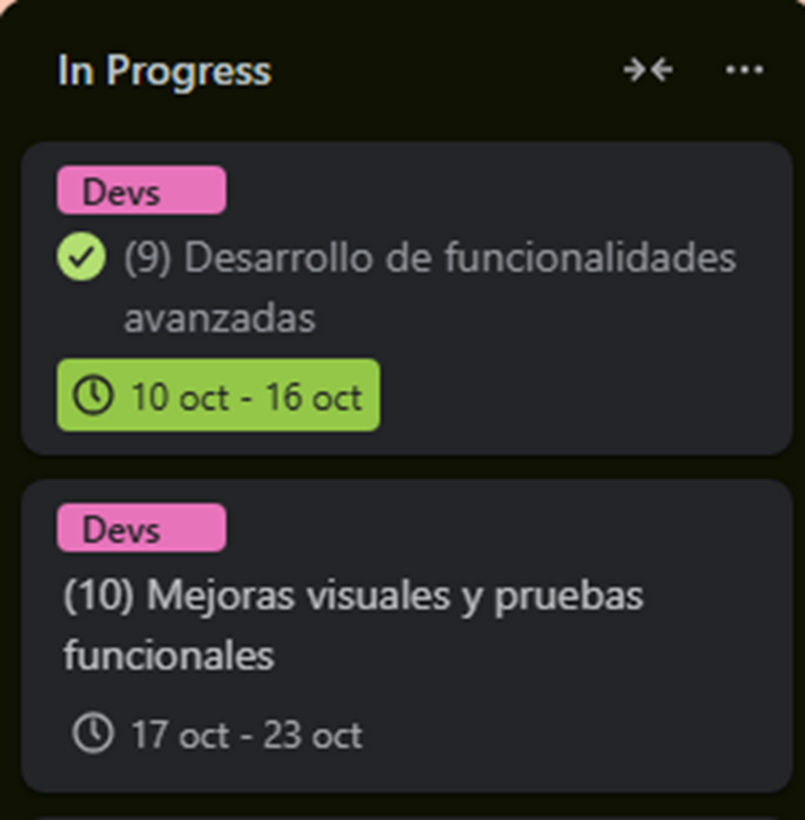 In Progress
Devs
(9) Desarrollo de funcionalidades
avanzadas
10 oct - 16 oct
Devs
(10) Mejoras visuales y pruebas
funcionales
17 oct - 23 oct